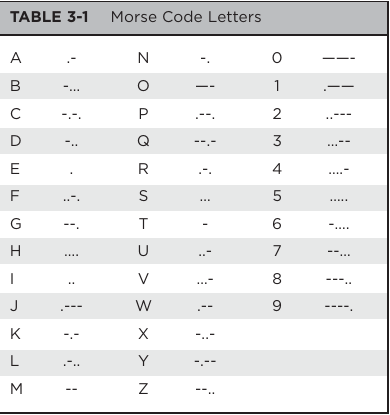 TABLE 3-1 Morse Code Letters
A .- N -. 0 ——-
B -... O —- 1 .——
C -.-. P .--. 2 ..---
D -.. Q --.- 3 ...--
E . R .-. 4 ....-
F ..-. S ... 5 .....
G --. T - 6 -....
H .... U ..- 7 --...
I .. V ...- 8 ---..
J .--- W .-- 9 ----.
K -.- X -..-
L .-.. Y -.--
M -- Z --..